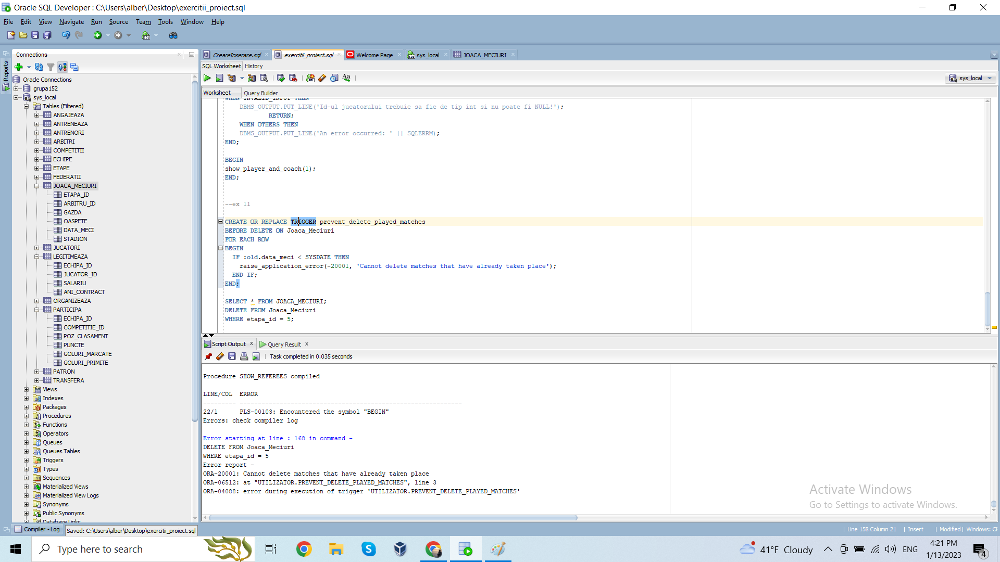 Oracle SQL Developer : C:\Users\alber\Desktop\exercitii_proiect.sql
File Edit View Navigate Run Source Team Tools Window Help
Reports
Connections
Oracle Connections
grupa152
sys_local
Tables (Filtered)
ANGAJEAZA
ANTRENEAZA
ANTRENORI
ARBITRI
COMPETITII
ECHIPE
ETAPE
FEDERATII
JOACA_MECIURI
ETAPA_ID
ARBITRU_ID
GAZDA
OASPETE
DATA_MECI
STADION
JUCATORI
LEGITIMEAZA
ECHIPA_ID
JUCATOR_ID
SALARIU
ANI_CONTRACT
ORGANIZEAZA
PARTICIPA
ECHIPA_ID
COMPETITIE_ID
POZ_CLASAMENT
PUNCTE
GOLURI_MARCATE
GOLURI_PRIMITE
PATRON
TRANSFERA
Views
Indexes
Packages
Procedures
Functions
Operators
Queues
Queues Tables
Triggers
Types
Sequences
Materialized Views
Materialized View Logs
Synonyms
Public Synonyms
Database Links
CreareInserare.sql exercitii_proiect.sql Welcome Page sys_local JOACA_MECIURI
SQL Worksheet History
sys_local
Worksheet Query Builder
WHEN INVALID_INPUT THEN
DBMS_OUTPUT.PUT_LINE('Id-ul jucatorului trebuie sa fie de tip int si nu poate fi NULL!');
RETURN;
WHEN OTHERS THEN
DBMS_OUTPUT.PUT_LINE('An error occurred: ' || SQLERRM);
END;
BEGIN
show_player_and_coach(1);
END;
--ex 11
CREATE OR REPLACE TRIGGER prevent_delete_played_matches
BEFORE DELETE ON Joaca_Meciuri
FOR EACH ROW
BEGIN
IF :old.data_meci < SYSDATE THEN
raise_application_error(-20001, 'Cannot delete matches that have already taken place');
END IF;
END;
SELECT * FROM JOACA_MECIURI;
DELETE FROM Joaca_Meciuri
WHERE etapa_id = 5;
Script Output x Query Result x
Task completed in 0.035 seconds
Procedure SHOW_REFEREES compiled
LINE/COL ERROR
--------- -------------------------------------------------------------
22/1 PLS-00103: Encountered the symbol "BEGIN"
Errors: check compiler log
Error starting at line : 168 in command -
DELETE FROM Joaca_Meciuri
WHERE etapa_id = 5
Error report -
ORA-20001: Cannot delete matches that have already taken place
ORA-06512: at "UTILIZATOR.PREVENT_DELETE_PLAYED_MATCHES", line 3
ORA-04088: error during execution of trigger 'UTILIZATOR.PREVENT_DELETE_PLAYED_MATCHES'
Activate Windows
Go to Settings to activate Windows.
Compiler - Log Saved: C:\Users\alber\Desktop\exercitii_proiect.sql
Line 158 Column 21 Insert Modified Windows: CF
Type here to search
41°F Cloudy ENG
4:21 PM
1/13/2023
4